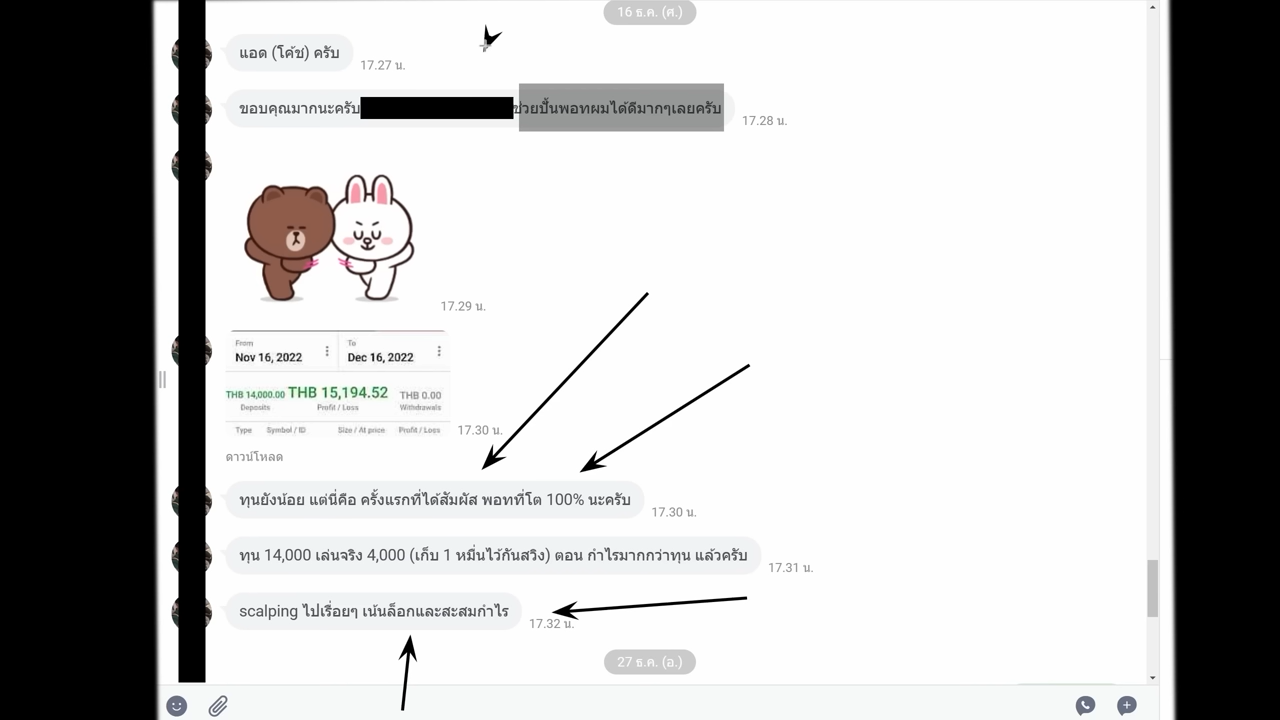 16 ธ.ค. (ศ.)
แอด (โค้ช) ครับ
17.27 น.
ขอบคุณมากนะครับ ช่วยปั้นพอทผมได้ดีมากๆเลยครับ
17.28 น.
17.29 น.
From To
Nov 16, 2022 Dec 16, 2022
THB 14,000.00 THB 15,194.52 THB 0.00
Deposits Profit / Loss Withdrawals
Type Symbol / ID Size / At price Profit / Loss
17.30 น.
ดาวน์โหลด
ทุนยังน้อย แต่นี่คือ ครั้งแรกที่ได้สัมผัส พอทที่โต 100% นะครับ
17.30 น.
ทุน 14,000 เล่นจริง 4,000 (เก็บ 1 หมื่นไว้กันสวิง) ตอน กำไรมากกว่าทุน แล้วครับ
17.31 น.
scalping ไปเรื่อยๆ เน้นล็อกและสะสมกำไร
17.32 น.
27 ธ.ค. (อ.)